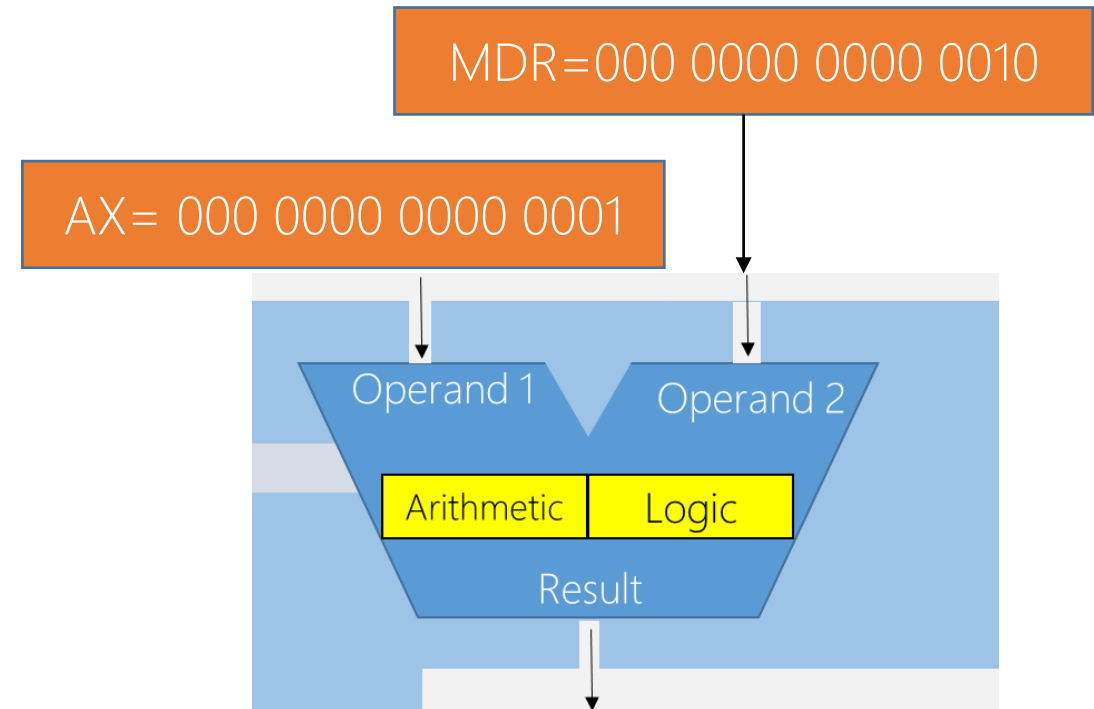 MDR=000 0000 0000 0010
AX= 000 0000 0000 0001
Operand 1
Operand 2
Arithmetic
Logic
Result